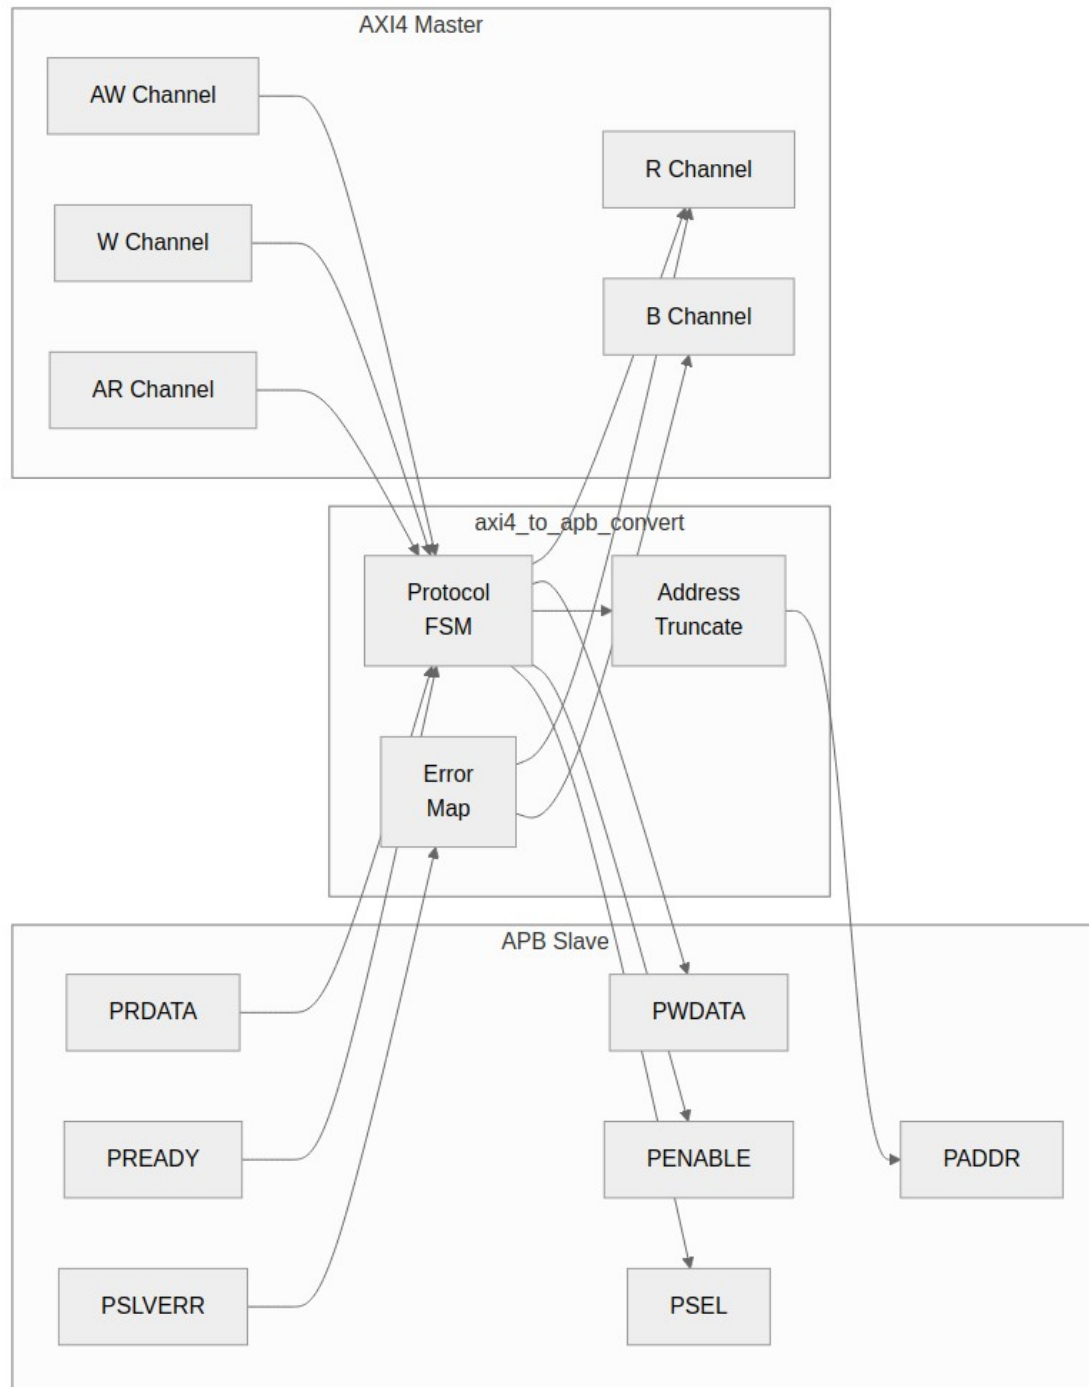 AXI4 Master
AW Channel
R Channel
W Channel
B Channel
AR Channel
axi4_to_apb_convert
Protocol
FSM
Address
Truncate
Error
Map
APB Slave
PRDATA
PWDATA
PREADY
PENABLE
PADDR
PSLVERR
PSEL